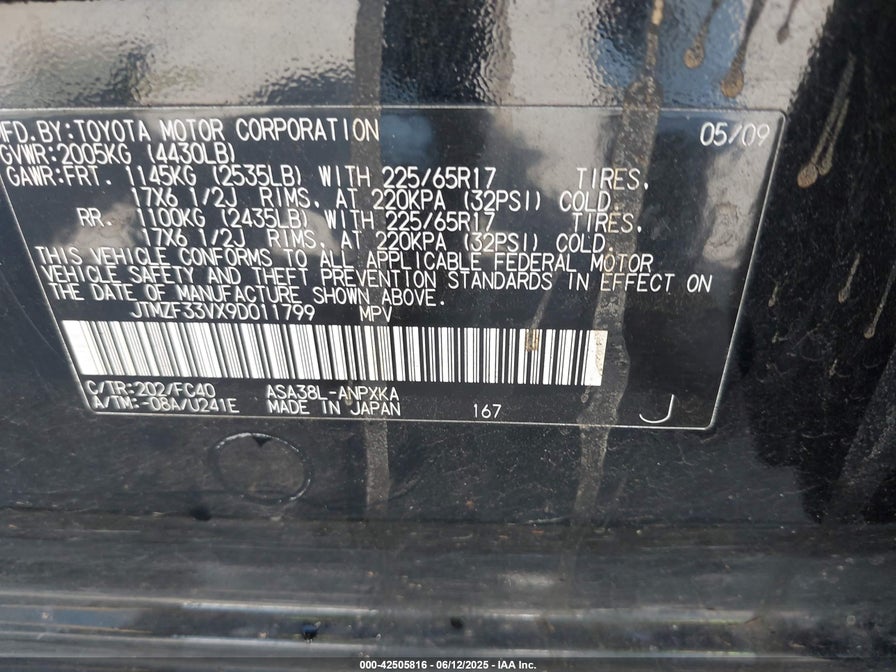 MFD.BY:TOYOTA MOTOR CORPORATION 05/09
GVWR:2005KG (4430LB)
GAWR:FRT. 1145KG (2535LB) WITH 225/65R17 TIRES,
17X6 1/2J RIMS, AT 220KPA (32PSI) COLD.
RR. 1100KG (2435LB) WITH 225/65R17 TIRES,
17X6 1/2J RIMS, AT 220KPA (32PSI) COLD.
THIS VEHICLE CONFORMS TO ALL APPLICABLE FEDERAL MOTOR
VEHICLE SAFETY AND THEFT PREVENTION STANDARDS IN EFFECT ON
THE DATE OF MANUFACTURE SHOWN ABOVE.
JTMZF33VX9D011799 MPV
C/TR:202/FC40 ASA38L-ANPXKA
A/TM:-08A/U241E MADE IN JAPAN 167 J
000-42505816 - 06/12/2025 - IAA Inc.